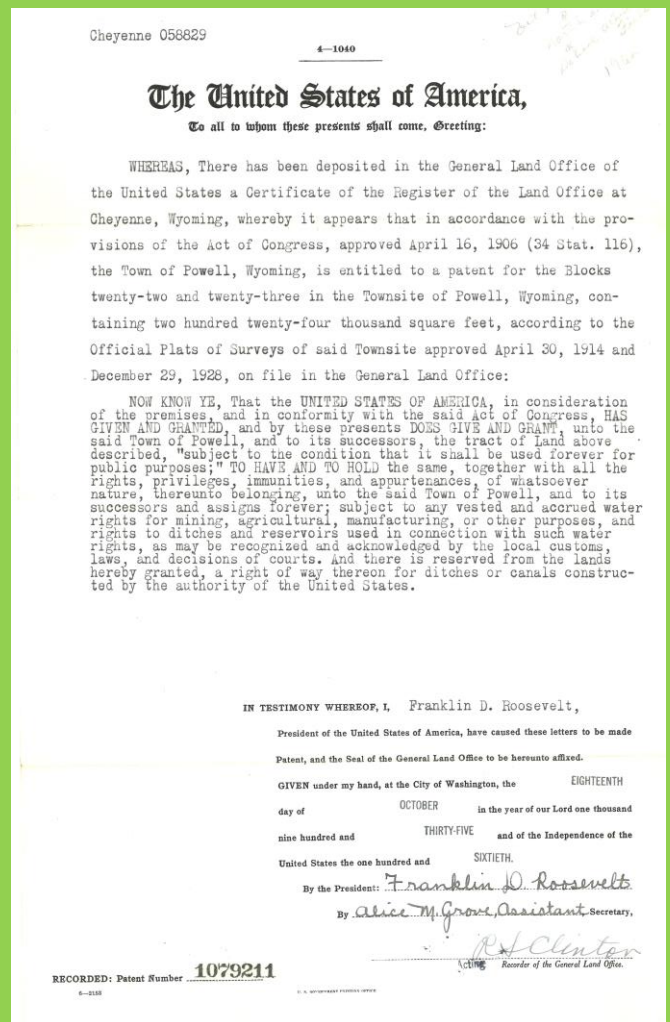 Cheyenne 058829
4—1040
The United States of America,
To all to whom these presents shall come, Greeting:
WHEREAS, There has been deposited in the General Land Office of
the United States a Certificate of the Register of the Land Office at
Cheyenne, Wyoming, whereby it appears that in accordance with the pro-
visions of the Act of Congress, approved April 16, 1906 (34 Stat. 116),
the Town of Powell, Wyoming, is entitled to a patent for the Blocks
twenty-two and twenty-three in the Townsite of Powell, Wyoming, con-
taining two hundred twenty-four thousand square feet, according to the
Official Plats of Surveys of said Townsite approved April 30, 1914 and
December 29, 1928, on file in the General Land Office:
NOW KNOW YE, That the UNITED STATES OF AMERICA, in consideration
of the premises, and in conformity with the said Act of Congress, HAS
GIVEN AND GRANTED, and by these presents DOES GIVE AND GRANT, unto the
said Town of Powell, and to its successors, the tract of Land above
described, "subject to the condition that it shall be used forever for
public purposes;" TO HAVE AND TO HOLD the same, together with all the
rights, privileges, immunities, and appurtenances, of whatsoever
nature, thereunto belonging, unto the said Town of Powell, and to its
successors and assigns forever; subject to any vested and accrued water
rights for mining, agricultural, manufacturing, or other purposes, and
rights to ditches and reservoirs used in connection with such water
rights, as may be recognized and acknowledged by the local customs,
laws, and decisions of courts. And there is reserved from the lands
hereby granted, a right of way thereon for ditches or canals construc-
ted by the authority of the United States.
IN TESTIMONY WHEREOF, I, Franklin D. Roosevelt,
President of the United States of America, have caused these letters to be made
Patent, and the Seal of the General Land Office to be hereunto affixed.
GIVEN under my hand, at the City of Washington, the EIGHTEENTH
day of OCTOBER in the year of our Lord one thousand
nine hundred and THIRTY-FIVE and of the Independence of the
United States the one hundred and SIXTIETH.
By the President: Franklin D. Roosevelt
By Alice M. Grove, Assistant Secretary,
R S Clinton
Acting Recorder of the General Land Office.
RECORDED: Patent Number 1079211
U. S. GOVERNMENT PRINTING OFFICE